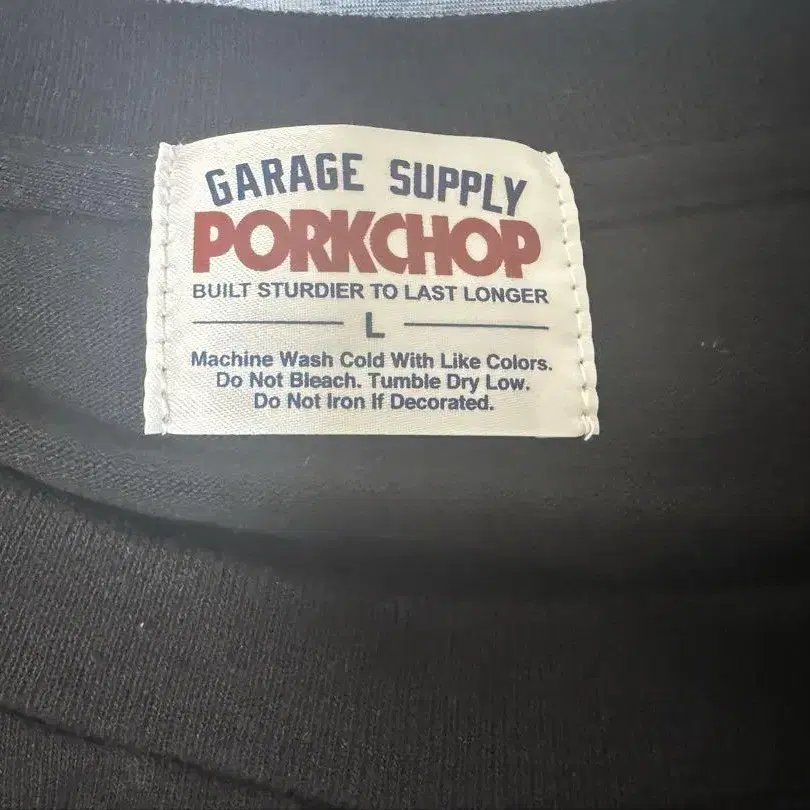 GARAGE SUPPLY
PORKCHOP
BUILT STURDIER TO LAST LONGER
L
Machine Wash Cold With Like Colors.
Do Not Bleach. Tumble Dry Low.
Do Not Iron If Decorated.